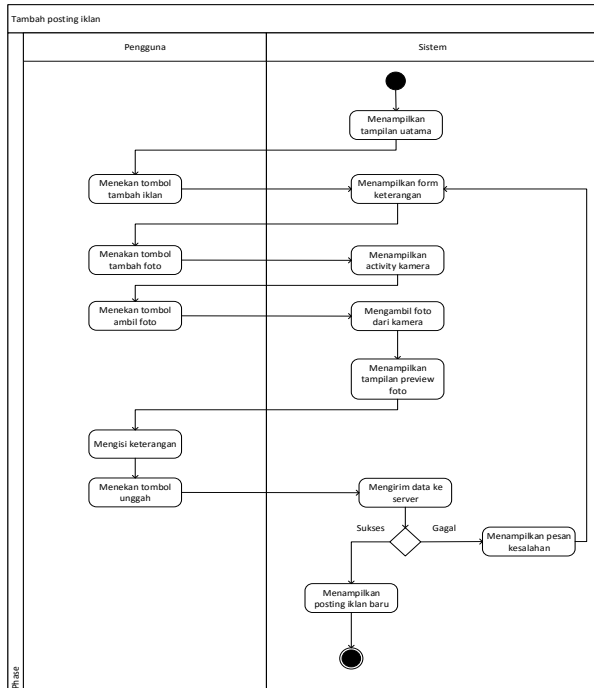 Tambah posting iklan
Pengguna
Sistem
Menampilkan
tampilan uatama
Menekan tombol
tambah iklan
Menampilkan form
keterangan
Menakan tombol
tambah foto
Menampilkan
activity kamera
Menekan tombol
ambil foto
Mengambil foto
dari kamera
Menampilkan
tampilan preview
foto
Mengisi keterangan
Menekan tombol
unggah
Mengirim data ke
server
Sukses
Gagal
Menampilkan pesan
kesalahan
Menampilkan
posting iklan baru
Phase